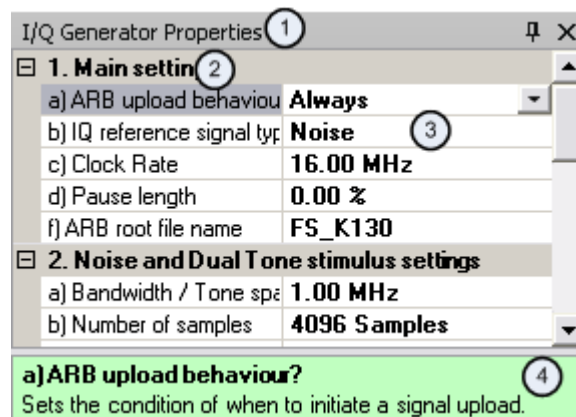 I/Q Generator Properties 1
1. Main settin 2
a) ARB upload behaviou Always
b) IQ reference signal typ Noise 3
c) Clock Rate 16.00 MHz
d) Pause length 0.00 %
f) ARB root file name FS_K130
2. Noise and Dual Tone stimulus settings
a) Bandwidth / Tone spa 1.00 MHz
b) Number of samples 4096 Samples
a) ARB upload behaviour? 4
Sets the condition of when to initiate a signal upload.